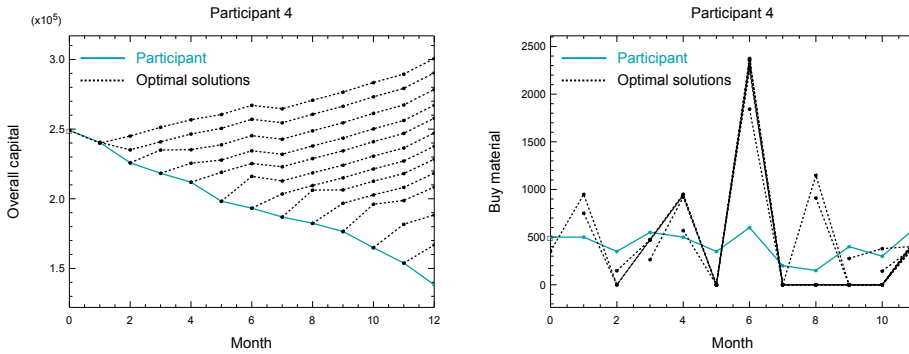 Participant 4
(x10⁵)
Participant
Optimal solutions
3.0
2.5
2.0
1.5
Overall capital
0 2 4 6 8 10 12
Month
Participant 4
Participant
Optimal solutions
2500
2000
1500
1000
500
0
Buy material
0 2 4 6 8 10
Month